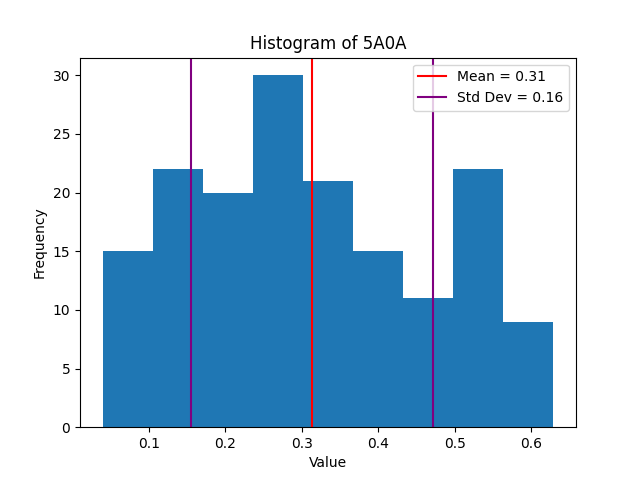 Histogram of 5A0A
Mean = 0.31
Std Dev = 0.16
30
25
20
15
10
5
0
Frequency
0.1 0.2 0.3 0.4 0.5 0.6
Value